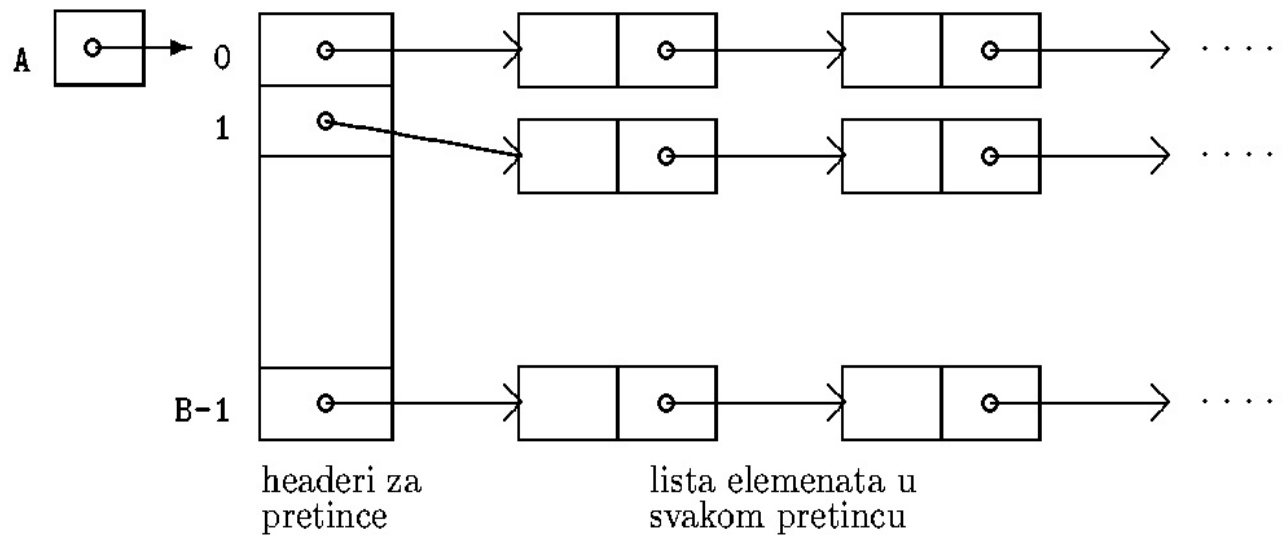 A
0
....
1
....
B-1
....
headeri za
pretince
lista elemenata u
svakom pretincu